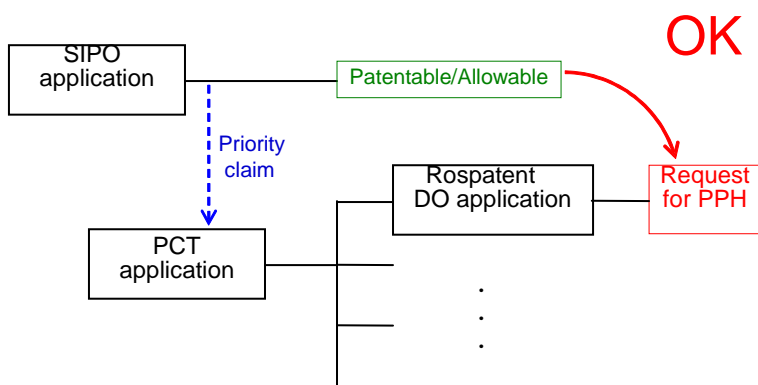 OK
SIPO
application
Patentable/Allowable
Priority
claim
Rospatent
DO application
Request
for PPH
PCT
application